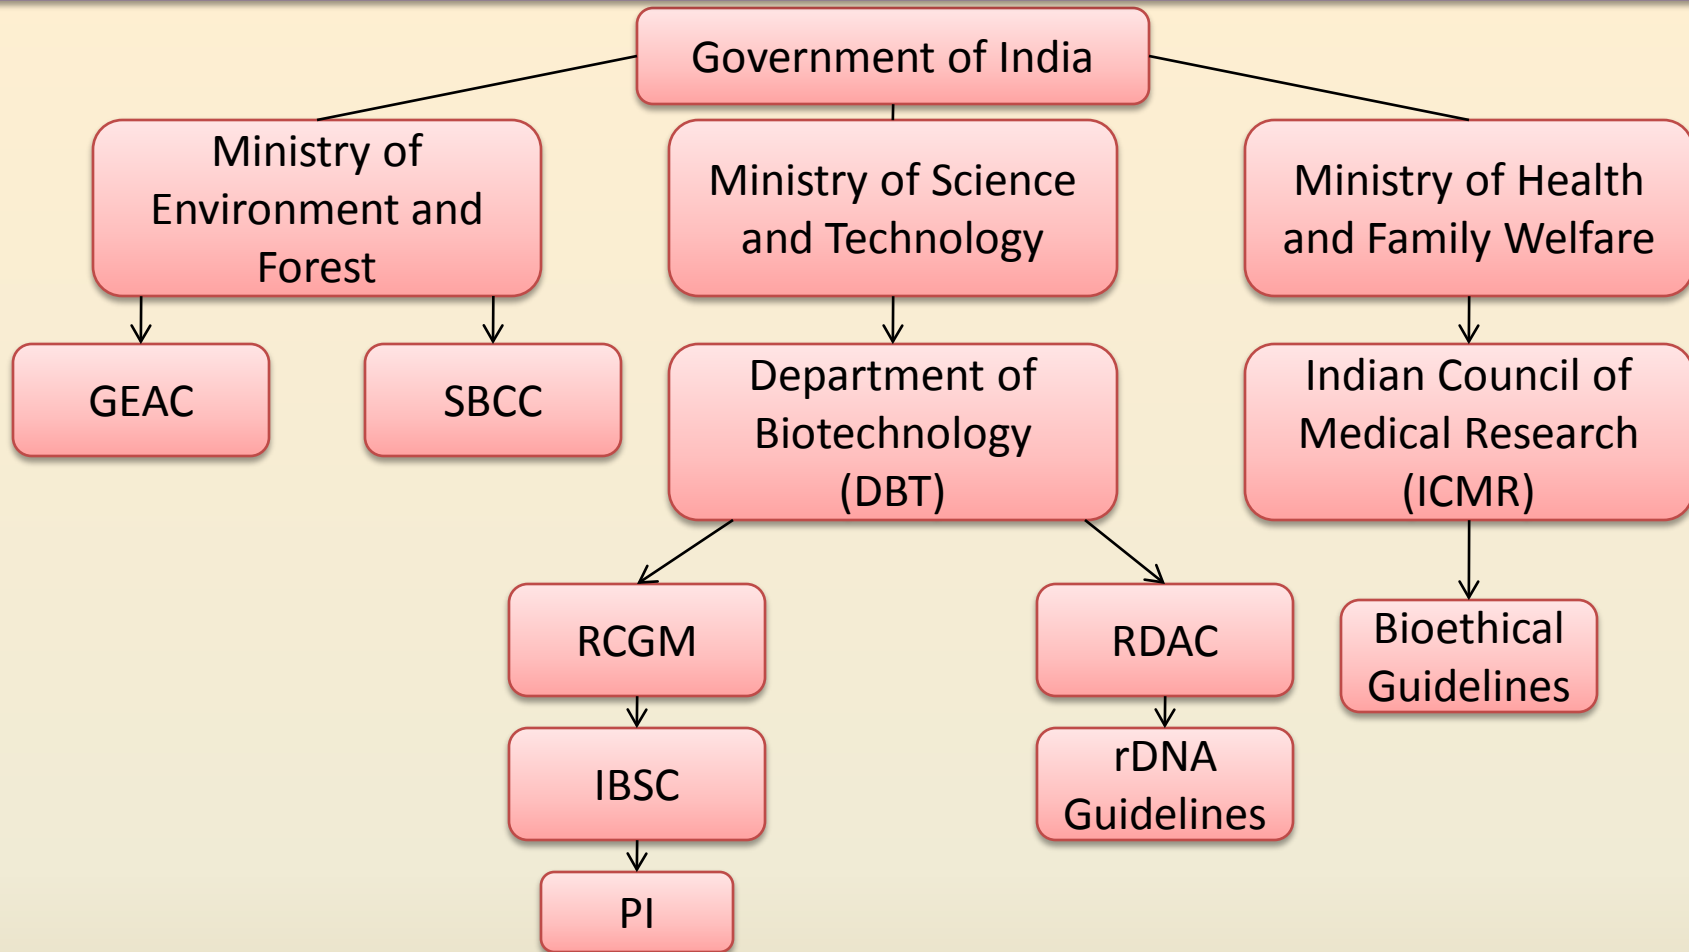 Government of India
Ministry of
Environment and
Forest
Ministry of Science
and Technology
Ministry of Health
and Family Welfare
GEAC
SBCC
Department of
Biotechnology
(DBT)
Indian Council of
Medical Research
(ICMR)
RCGM
RDAC
Bioethical
Guidelines
IBSC
rDNA
Guidelines
PI